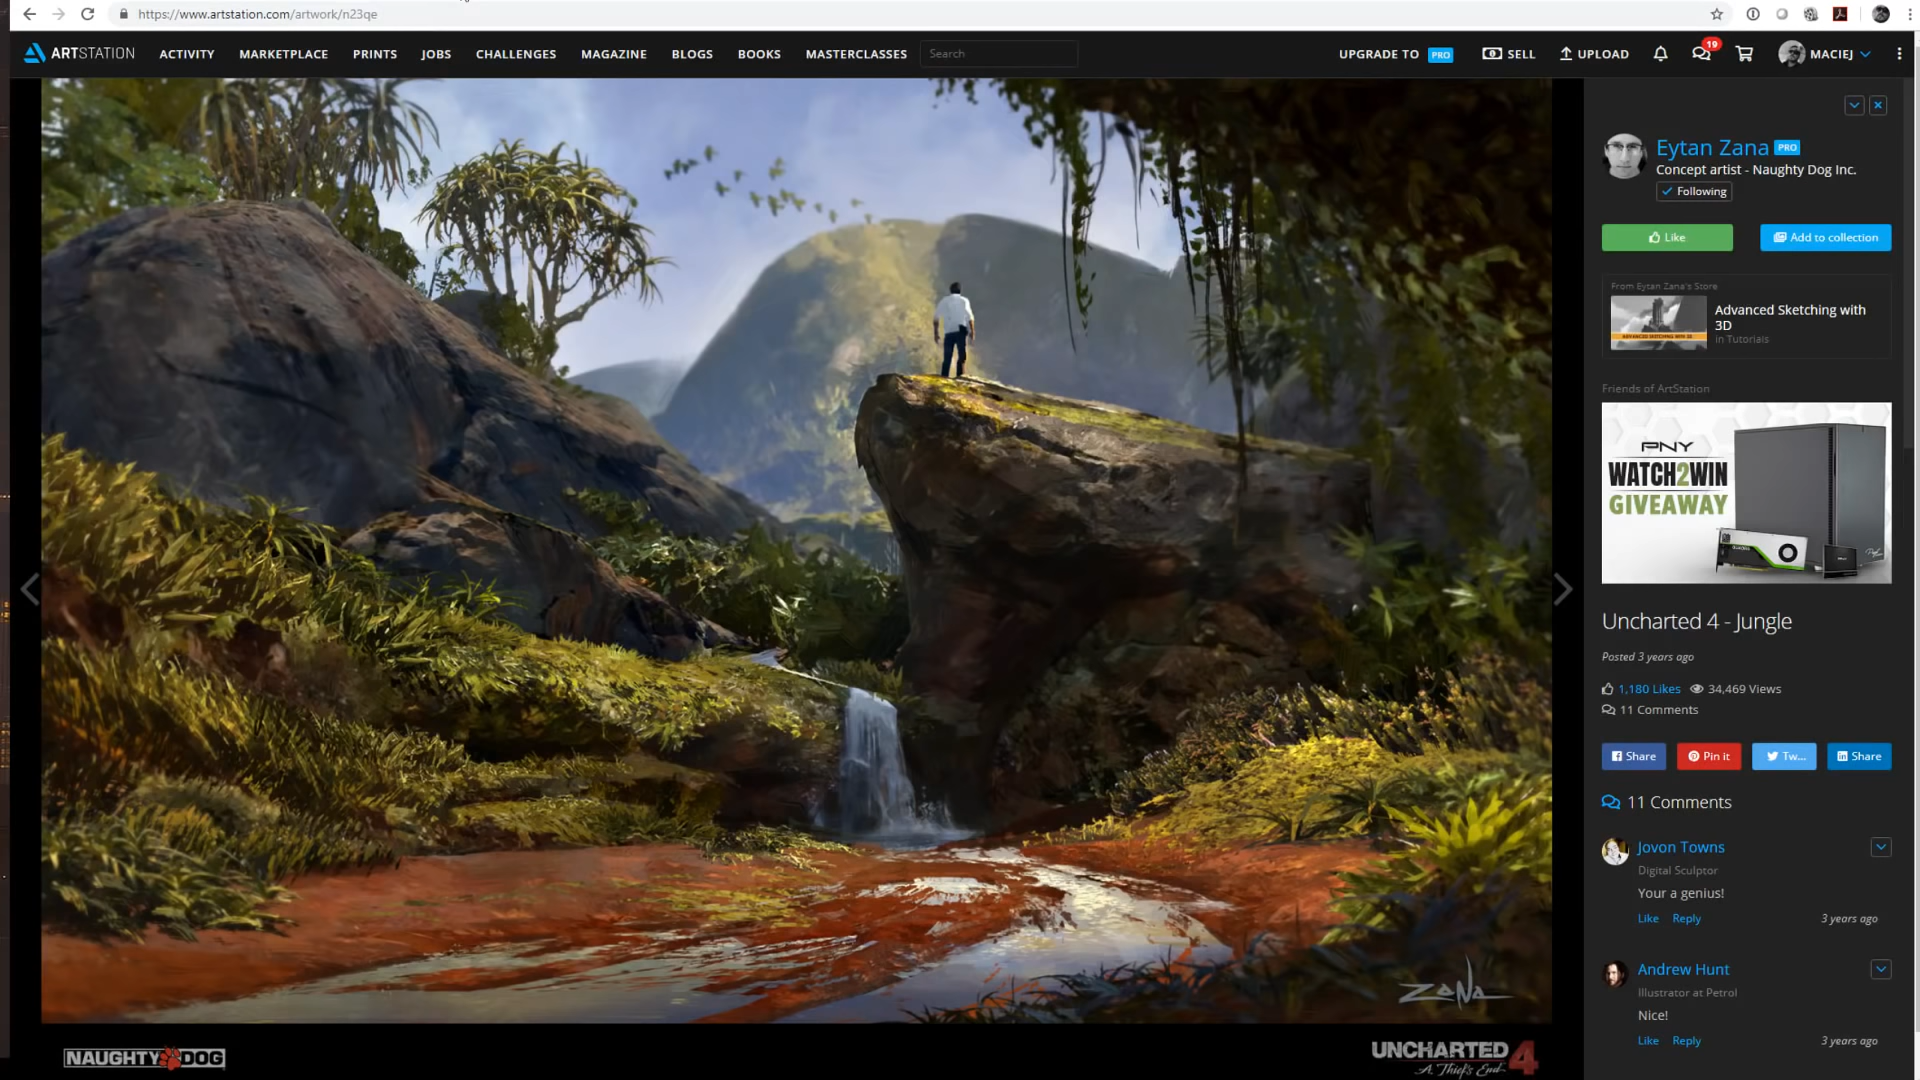 https://www.artstation.com/artwork/n23qe
ARTSTATION
ACTIVITY
MARKETPLACE
PRINTS
JOBS
CHALLENGES
MAGAZINE
BLOGS
BOOKS
MASTERCLASSES
Search
UPGRADE TO PRO
SELL
UPLOAD
19
MACIEJ
Eytan Zana PRO
Concept artist - Naughty Dog Inc.
Following
Like
Add to collection
From Eytan Zana's Store
ADVANCED SKETCHING WITH 3D
Advanced Sketching with
3D
in Tutorials
Friends of ArtStation
PNY
WATCH2WIN
GIVEAWAY
Uncharted 4 - Jungle
Posted 3 years ago
1,180 Likes 34,469 Views
11 Comments
Share
Pin it
Tw...
Share
11 Comments
Jovon Towns
Digital Sculptor
Your a genius!
Like Reply 3 years ago
Andrew Hunt
Illustrator at Petrol
Nice!
Like Reply 3 years ago
ZANA
NAUGHTY DOG
UNCHARTED 4
A Thief's End